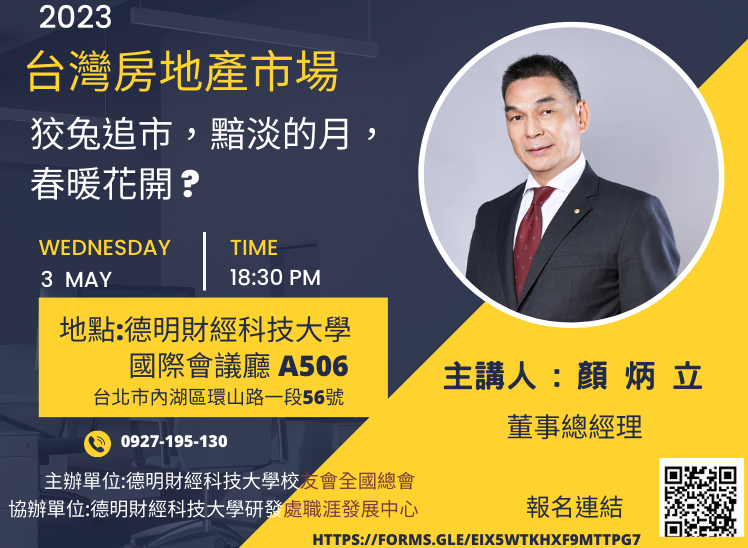 2023
台灣房地產市場
狡兔追市，黯淡的月，
春暖花開？
WEDNESDAY
3 MAY
TIME
18:30 PM
地點:德明財經科技大學
國際會議廳 A506
台北市內湖區環山路一段56號
0927-195-130
主辦單位:德明財經科技大學校友會全國總會
協辦單位:德明財經科技大學研發處職涯發展中心
主講人：顏 炳 立
董事總經理
報名連結
HTTPS://FORMS.GLE/EIX5WTKHXF9MTTPG7